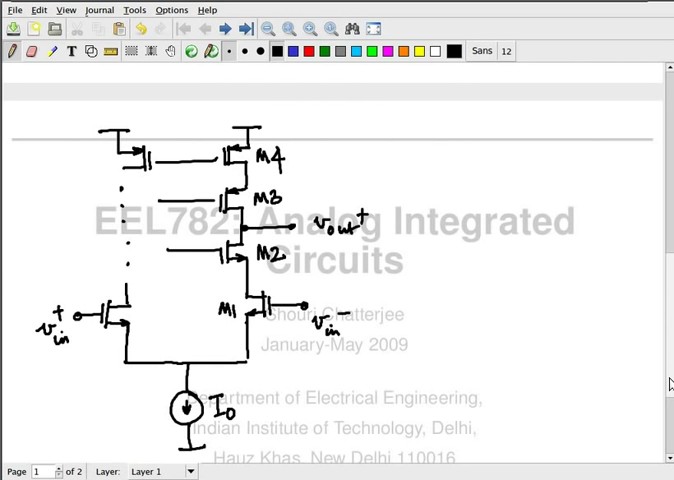 File Edit View Journal Tools Options Help
Sans 12
M4
M3
EEL782: Analog Integrated
Vout+
Circuits
M2
Vin+
M1
Vin-
Shouri Chatterjee
January-May 2009
I0
Department of Electrical Engineering,
Indian Institute of Technology, Delhi,
Hauz Khas, New Delhi 110016
Page 1 of 2 Layer: Layer 1